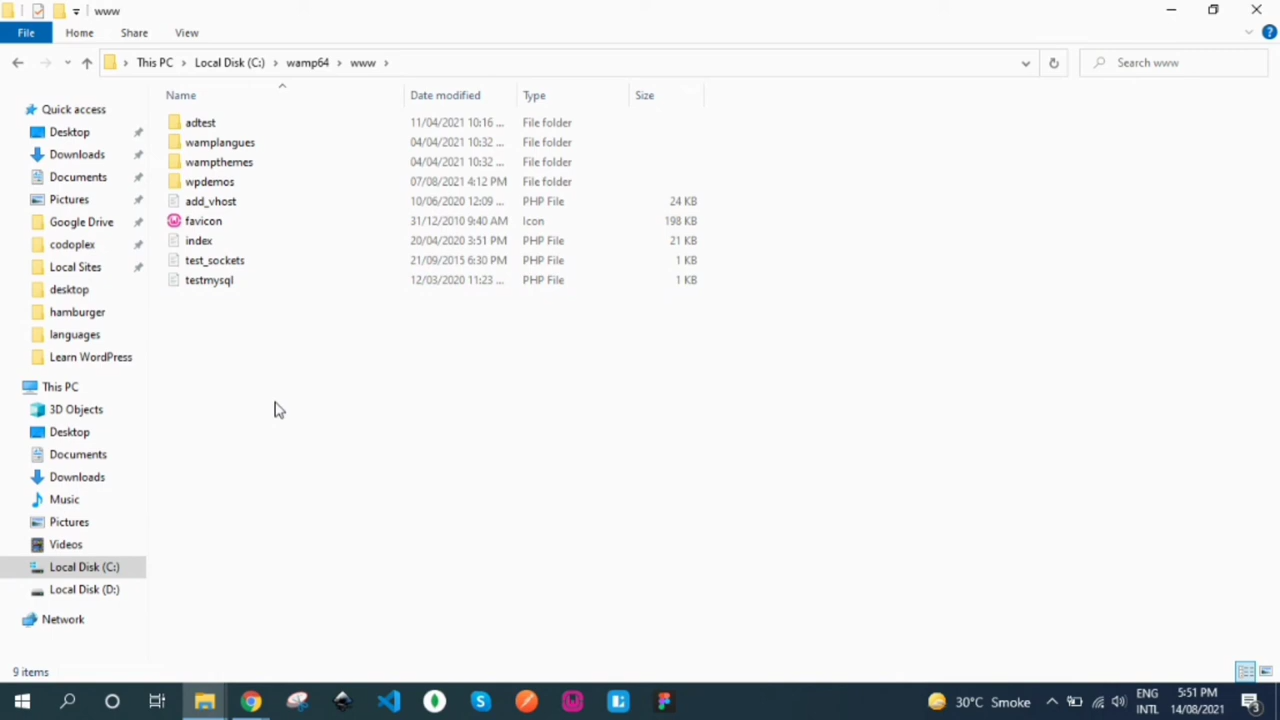 www
File Home Share View
This PC Local Disk (C:) wamp64 www Search www
Name Date modified Type Size
Quick access
Desktop
Downloads
Documents
Pictures
Google Drive
codoplex
Local Sites
desktop
hamburger
languages
Learn WordPress
This PC
3D Objects
Desktop
Documents
Downloads
Music
Pictures
Videos
Local Disk (C:)
Local Disk (D:)
Network
adtest 11/04/2021 10:16 ... File folder
wamplangues 04/04/2021 10:32 ... File folder
wampthemes 04/04/2021 10:32 ... File folder
wpdemos 07/08/2021 4:12 PM File folder
add_vhost 10/06/2020 12:09 ... PHP File 24 KB
favicon 31/12/2010 9:40 AM Icon 198 KB
index 20/04/2020 3:51 PM PHP File 21 KB
test_sockets 21/09/2015 6:30 PM PHP File 1 KB
testmysql 12/03/2020 11:23 ... PHP File 1 KB
9 items
30°C Smoke
ENG
INTL
5:51 PM
14/08/2021
3